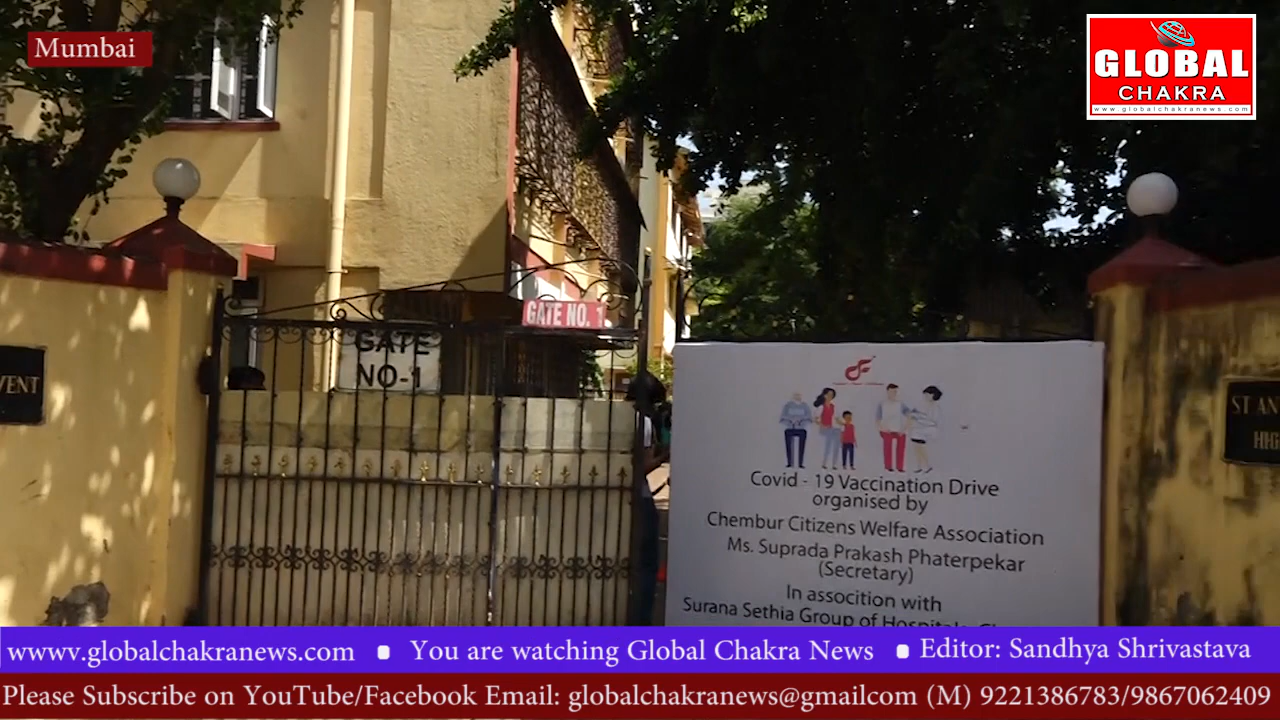 Mumbai
GLOBAL
CHAKRA
www.globalchakranews.com
GATE NO. 1
GATE
NO-1
VENT
ST AN
HIG
Covid - 19 Vaccination Drive
organised by
Chembur Citizens Welfare Association
Ms. Suprada Prakash Phaterpekar
(Secretary)
In assocition with
Surana Sethia Group of Hospitals,
wwwv.globalchakranews.com • You are watching Global Chakra News • Editor: Sandhya Shrivastava
Please Subscribe on YouTube/Facebook Email: globalchakranews@gmailcom (M) 9221386783/9867062409